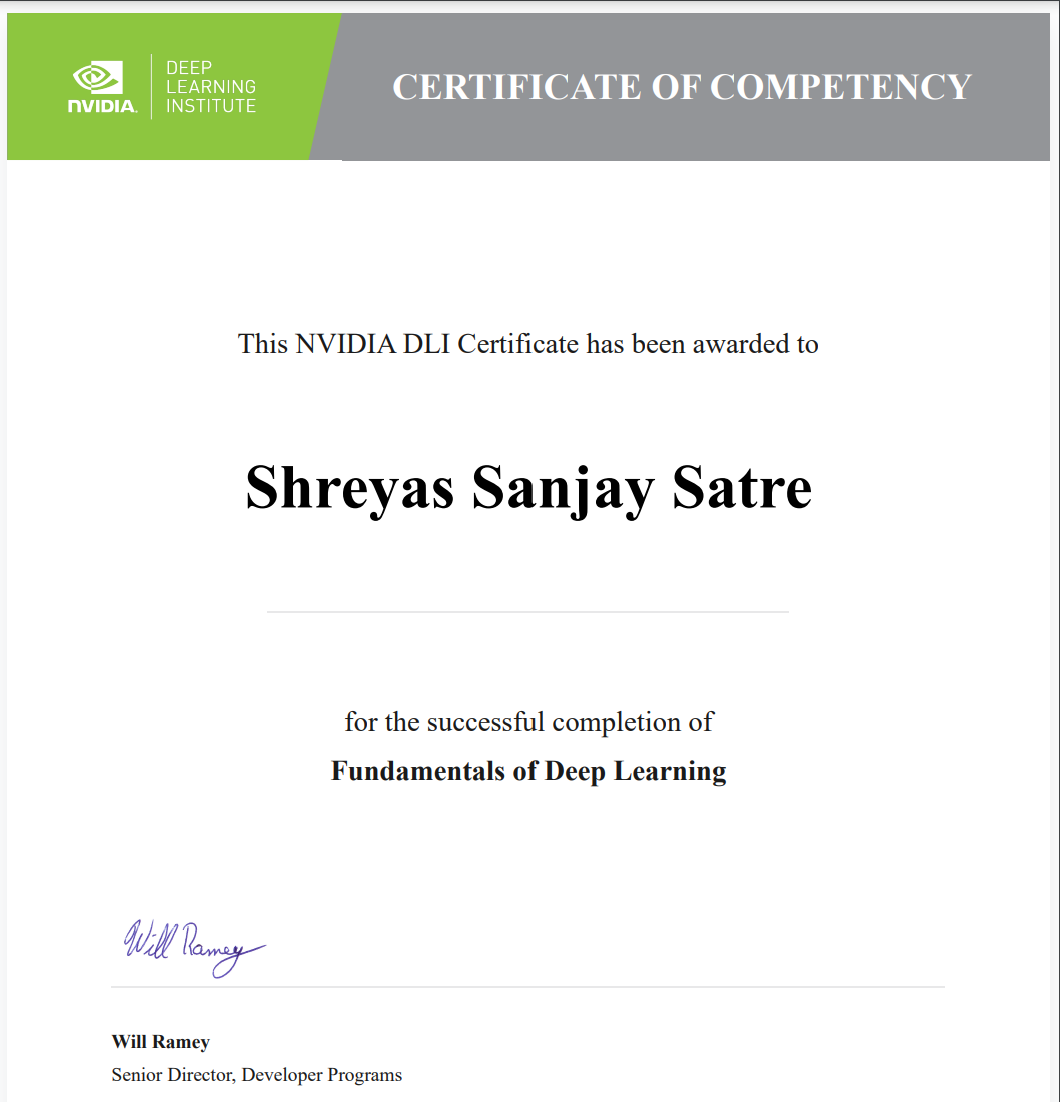 NVIDIA.
DEEP
LEARNING
INSTITUTE
CERTIFICATE OF COMPETENCY
This NVIDIA DLI Certificate has been awarded to
Shreyas Sanjay Satre
for the successful completion of
Fundamentals of Deep Learning
Will Ramey
Will Ramey
Senior Director, Developer Programs